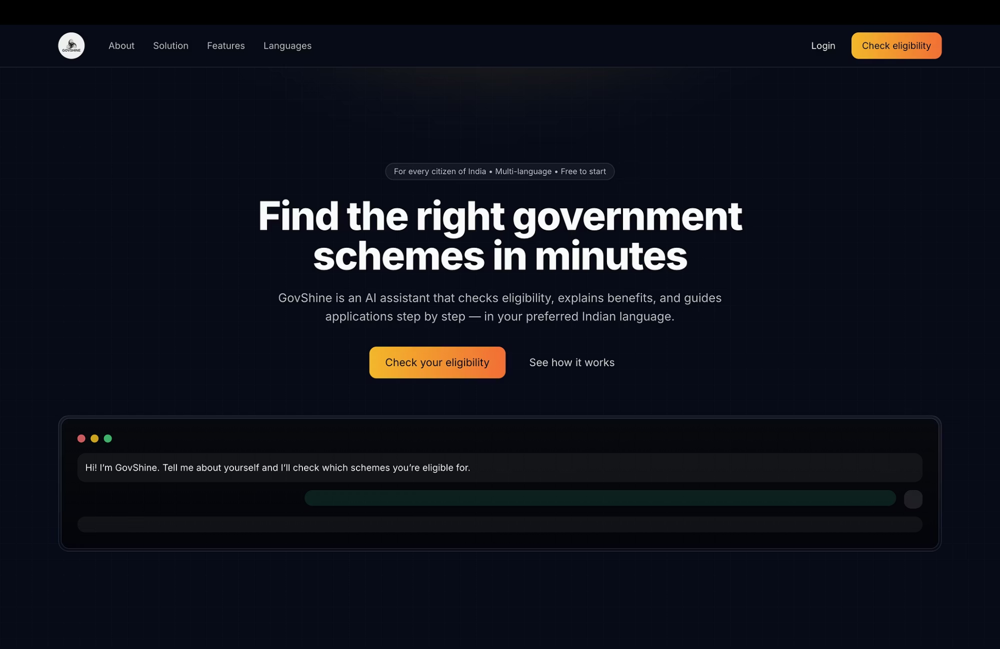 GOVSHINE
About
Solution
Features
Languages
Login
Check eligibility
For every citizen of India • Multi-language • Free to start
Find the right government
schemes in minutes
GovShine is an AI assistant that checks eligibility, explains benefits, and guides
applications step by step — in your preferred Indian language.
Check your eligibility
See how it works
Hi! I’m GovShine. Tell me about yourself and I’ll check which schemes you’re eligible for.